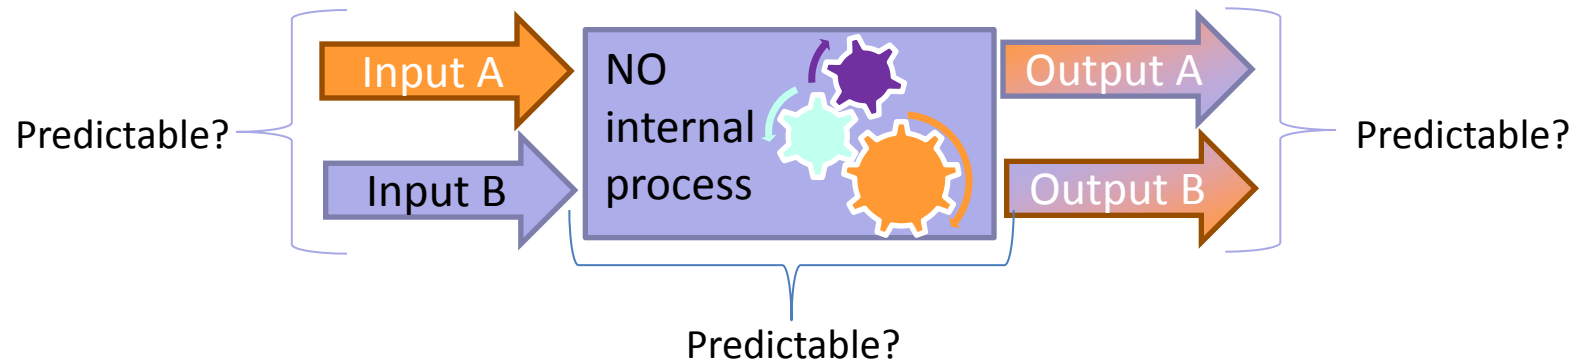 Predictable?
Input A
Input B
NO
internal
process
Output A
Output B
Predictable?
Predictable?